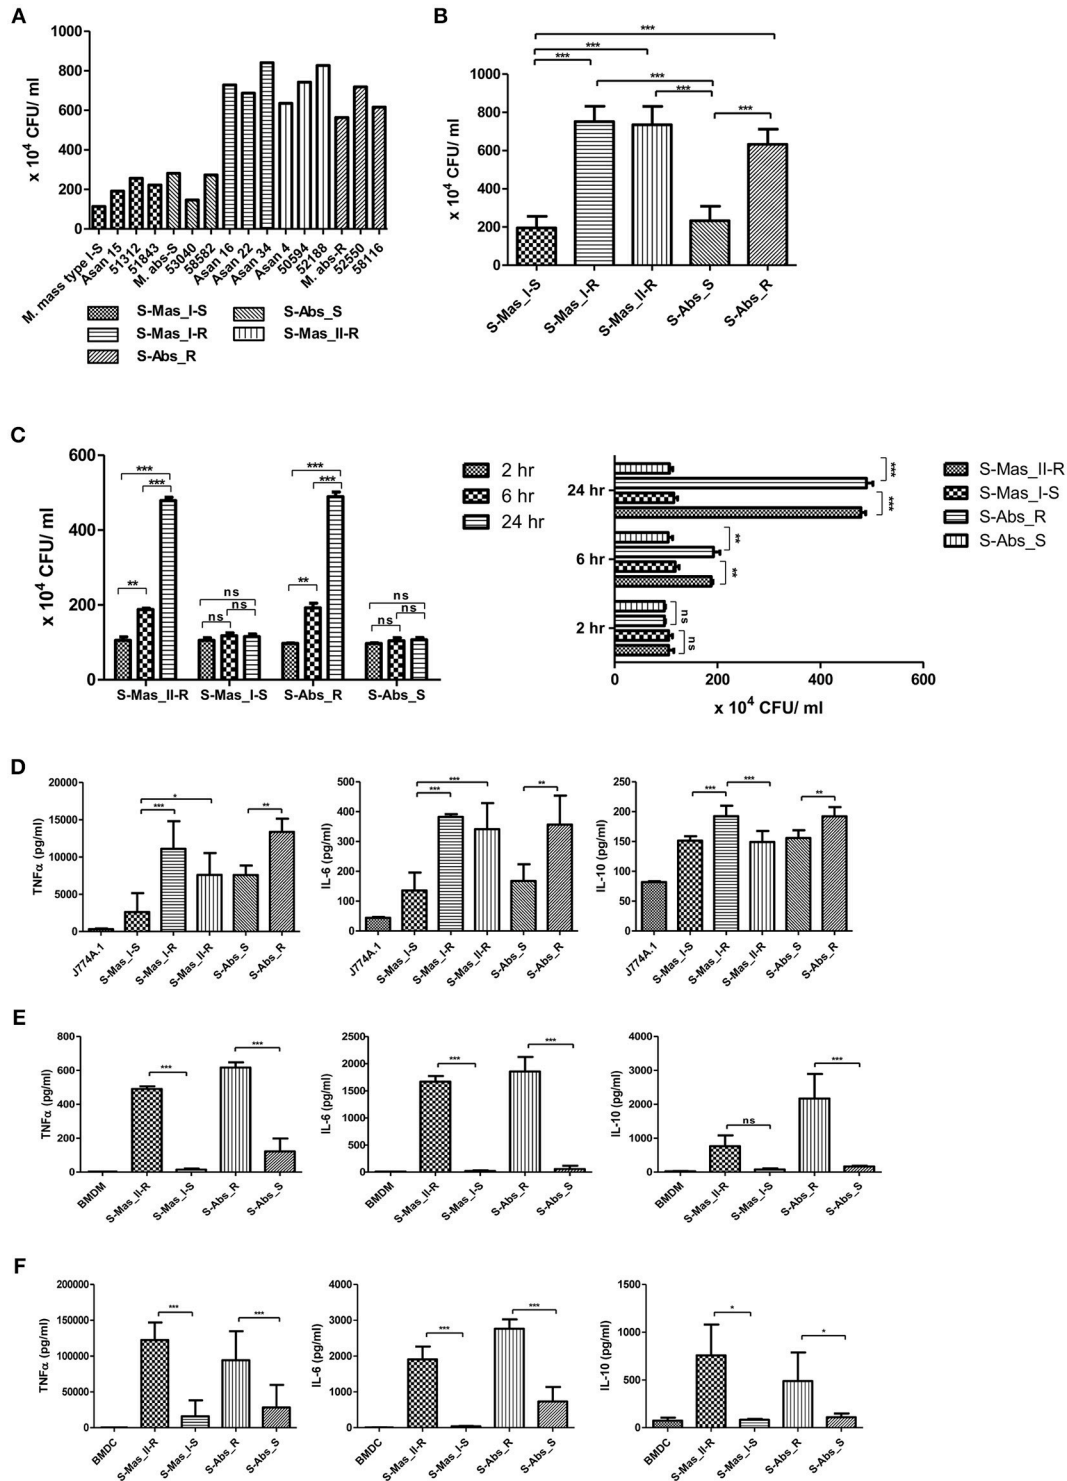 A
1000
800
600
400
200
0
x 10⁴ CFU/ ml
M. mass type I-S
Asan 15
51312
51843
M. abs-S
53040
58582
Asan 16
Asan 22
Asan 34
Asan 4
50594
52188
M. abs-R
52550
58116
S-Mas_I-S
S-Abs_S
S-Mas_I-R
S-Mas_II-R
S-Abs_R
B
***
***
***
***
***
***
1000
800
600
400
200
0
x 10⁴ CFU/ ml
S-Mas_I-S
S-Mas_I-R
S-Mas_II-R
S-Abs_S
S-Abs_R
C
600
400
200
0
x 10⁴ CFU/ ml
***
***
**
ns
ns
ns
***
***
**
ns
ns
ns
S-Mas_II-R
S-Mas_I-S
S-Abs_R
S-Abs_S
2 hr
6 hr
24 hr
24 hr
6 hr
2 hr
***
***
**
**
ns
ns
0
200
400
600
x 10⁴ CFU/ ml
S-Mas_II-R
S-Mas_I-S
S-Abs_R
S-Abs_S
D
20000
15000
10000
5000
0
TNFα (pg/ml)
*
***
**
J774A.1
S-Mas_I-S
S-Mas_I-R
S-Mas_II-R
S-Abs_S
S-Abs_R
500
400
300
200
100
0
IL-6 (pg/ml)
***
***
**
J774A.1
S-Mas_I-S
S-Mas_I-R
S-Mas_II-R
S-Abs_S
S-Abs_R
250
200
150
100
50
0
IL-10 (pg/ml)
***
***
**
J774A.1
S-Mas_I-S
S-Mas_I-R
S-Mas_II-R
S-Abs_S
S-Abs_R
E
800
600
400
200
0
TNFα (pg/ml)
***
***
BMDM
S-Mas_II-R
S-Mas_I-S
S-Abs_R
S-Abs_S
2500
2000
1500
1000
500
0
IL-6 (pg/ml)
***
***
BMDM
S-Mas_II-R
S-Mas_I-S
S-Abs_R
S-Abs_S
4000
3000
2000
1000
0
IL-10 (pg/ml)
ns
***
BMDM
S-Mas_II-R
S-Mas_I-S
S-Abs_R
S-Abs_S
F
200000
150000
100000
50000
0
TNFα (pg/ml)
***
***
BMDC
S-Mas_II-R
S-Mas_I-S
S-Abs_R
S-Abs_S
4000
3000
2000
1000
0
IL-6 (pg/ml)
***
***
BMDC
S-Mas_II-R
S-Mas_I-S
S-Abs_R
S-Abs_S
1500
1000
500
0
IL-10 (pg/ml)
*
*
BMDC
S-Mas_II-R
S-Mas_I-S
S-Abs_R
S-Abs_S